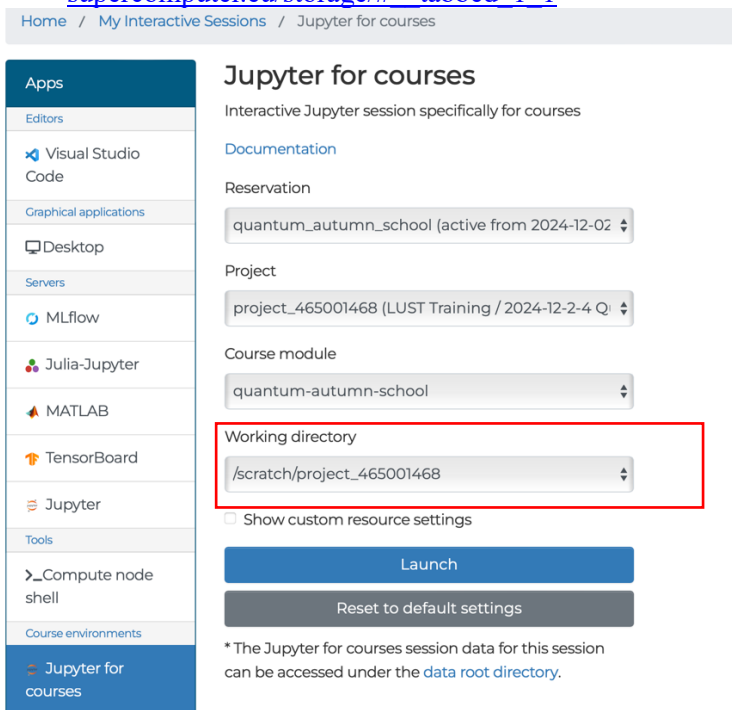 supercomputer.eu/storage/#__tabbed_1_1
Home / My Interactive Sessions / Jupyter for courses
Apps
Editors
Visual Studio
Code
Graphical applications
Desktop
Servers
MLflow
Julia-Jupyter
MATLAB
TensorBoard
Jupyter
Tools
Compute node
shell
Course environments
Jupyter for
courses
Jupyter for courses
Interactive Jupyter session specifically for courses
Documentation
Reservation
quantum_autumn_school (active from 2024-12-02
Project
project_465001468 (LUST Training / 2024-12-2-4 Q
Course module
quantum-autumn-school
Working directory
/scratch/project_465001468
Show custom resource settings
Launch
Reset to default settings
* The Jupyter for courses session data for this session
can be accessed under the data root directory.